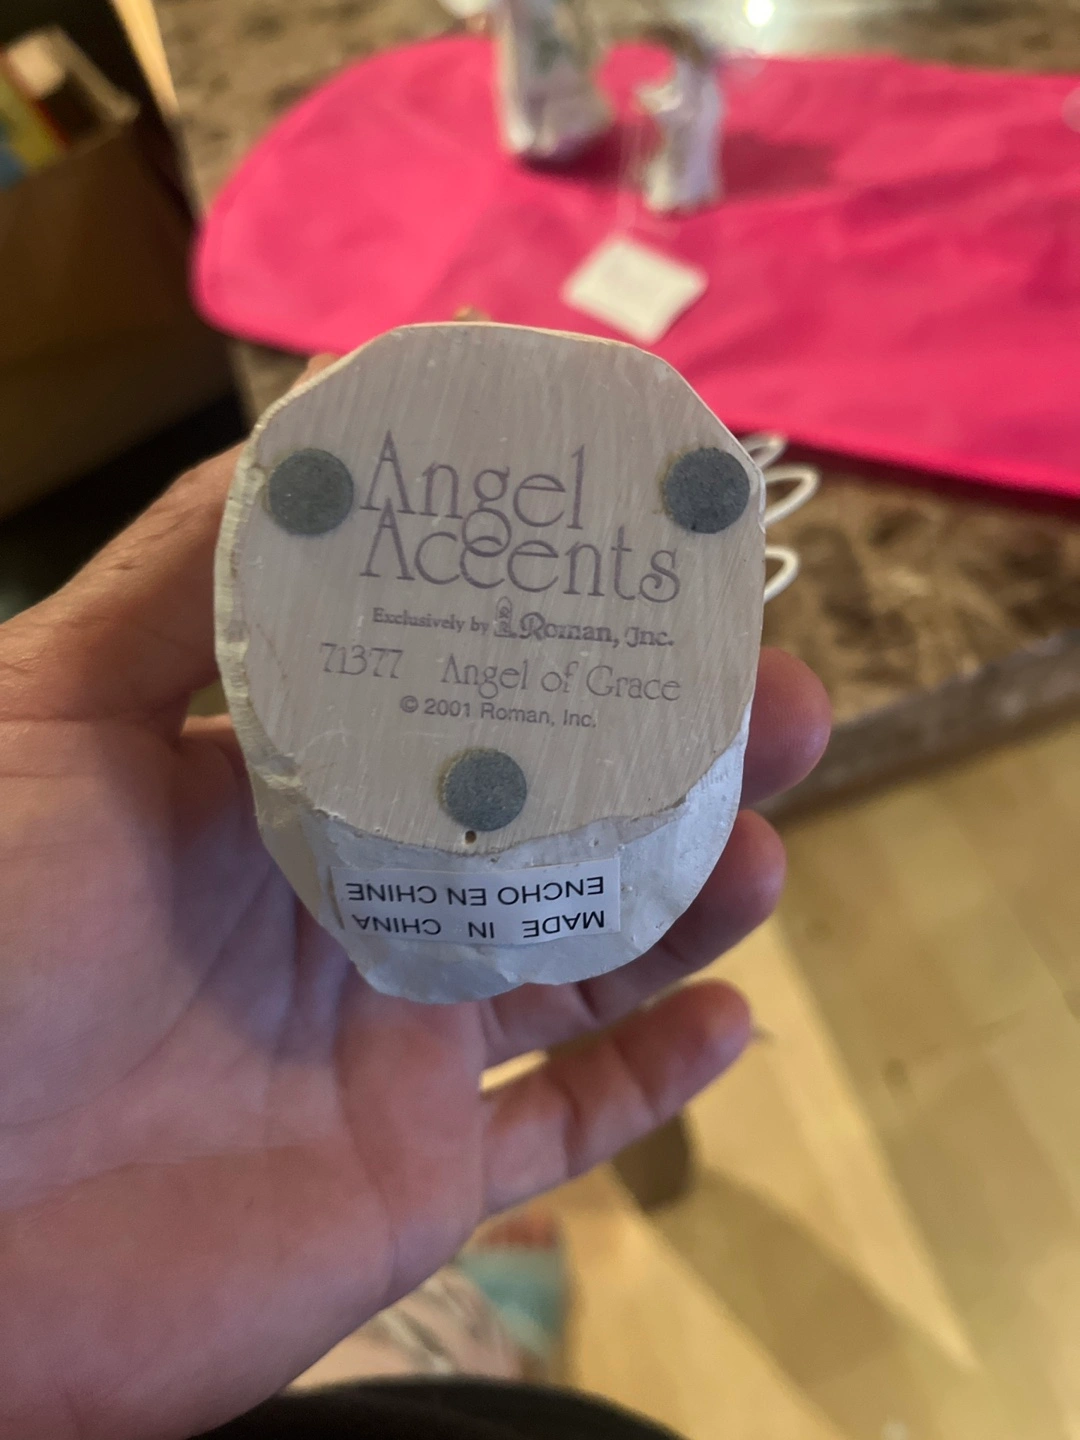 Angel
Accents
Exclusively by Roman, Inc.
71377 Angel of Grace
© 2001 Roman, Inc.
MADE IN CHINA
ENCHO EN CHINE